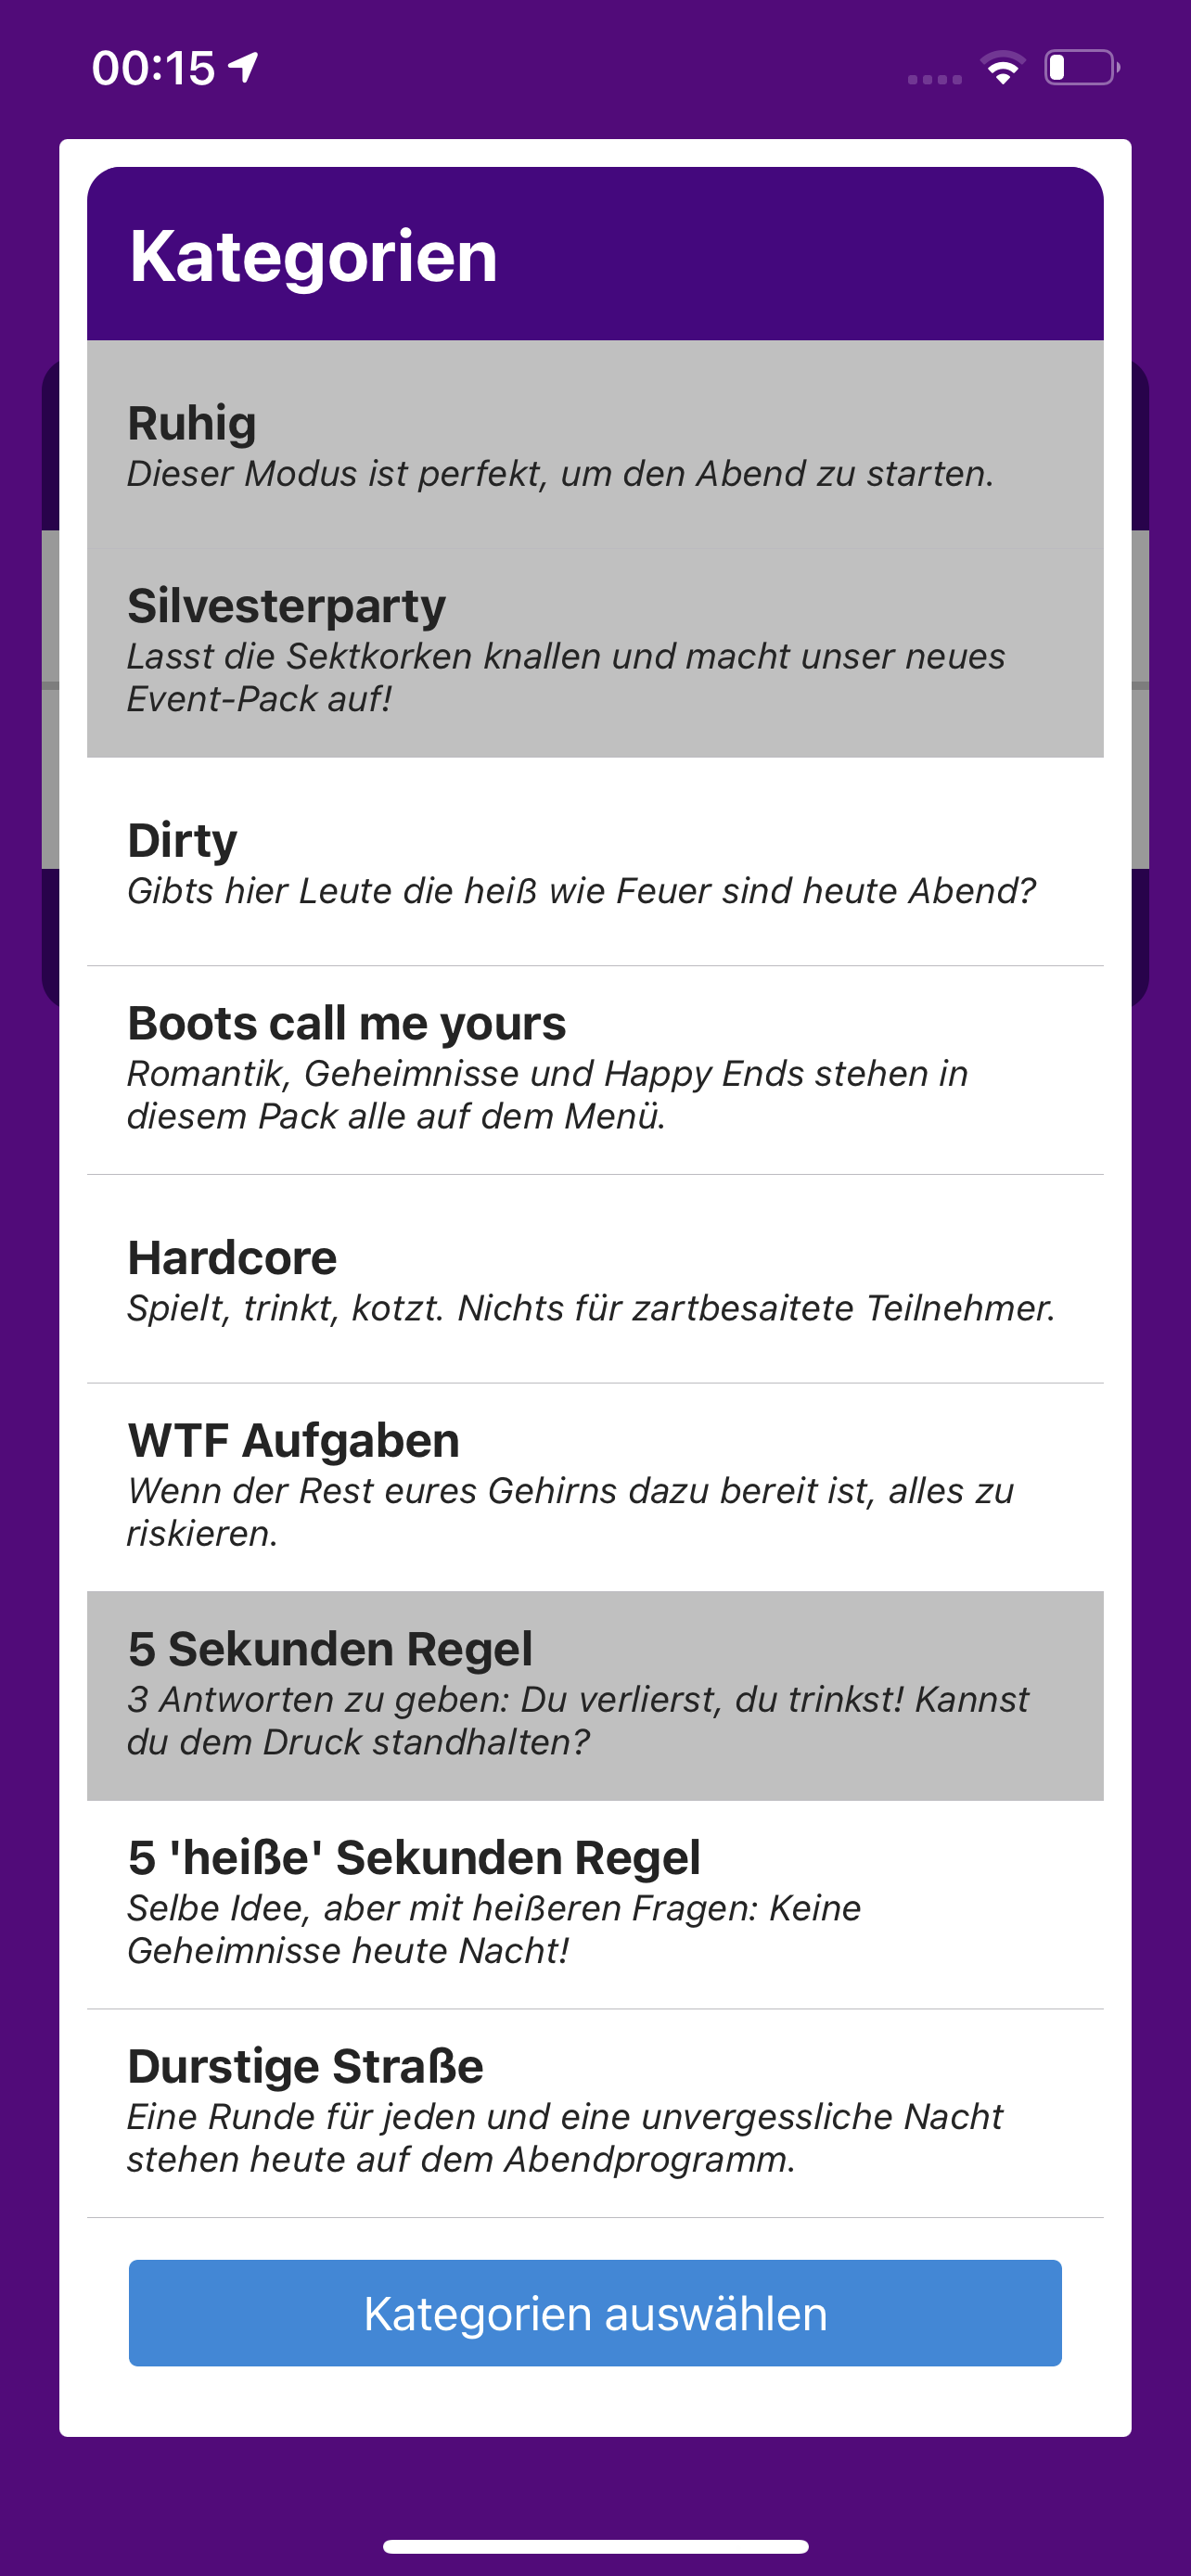 00:15
Kategorien
Ruhig
Dieser Modus ist perfekt, um den Abend zu starten.
Silvesterparty
Lasst die Sektkorken knallen und macht unser neues
Event-Pack auf!
Dirty
Gibts hier Leute die heiß wie Feuer sind heute Abend?
Boots call me yours
Romantik, Geheimnisse und Happy Ends stehen in
diesem Pack alle auf dem Menü.
Hardcore
Spielt, trinkt, kotzt. Nichts für zartbesaitete Teilnehmer.
WTF Aufgaben
Wenn der Rest eures Gehirns dazu bereit ist, alles zu
riskieren.
5 Sekunden Regel
3 Antworten zu geben: Du verlierst, du trinkst! Kannst
du dem Druck standhalten?
5 'heiße' Sekunden Regel
Selbe Idee, aber mit heißeren Fragen: Keine
Geheimnisse heute Nacht!
Durstige Straße
Eine Runde für jeden und eine unvergessliche Nacht
stehen heute auf dem Abendprogramm.
Kategorien auswählen